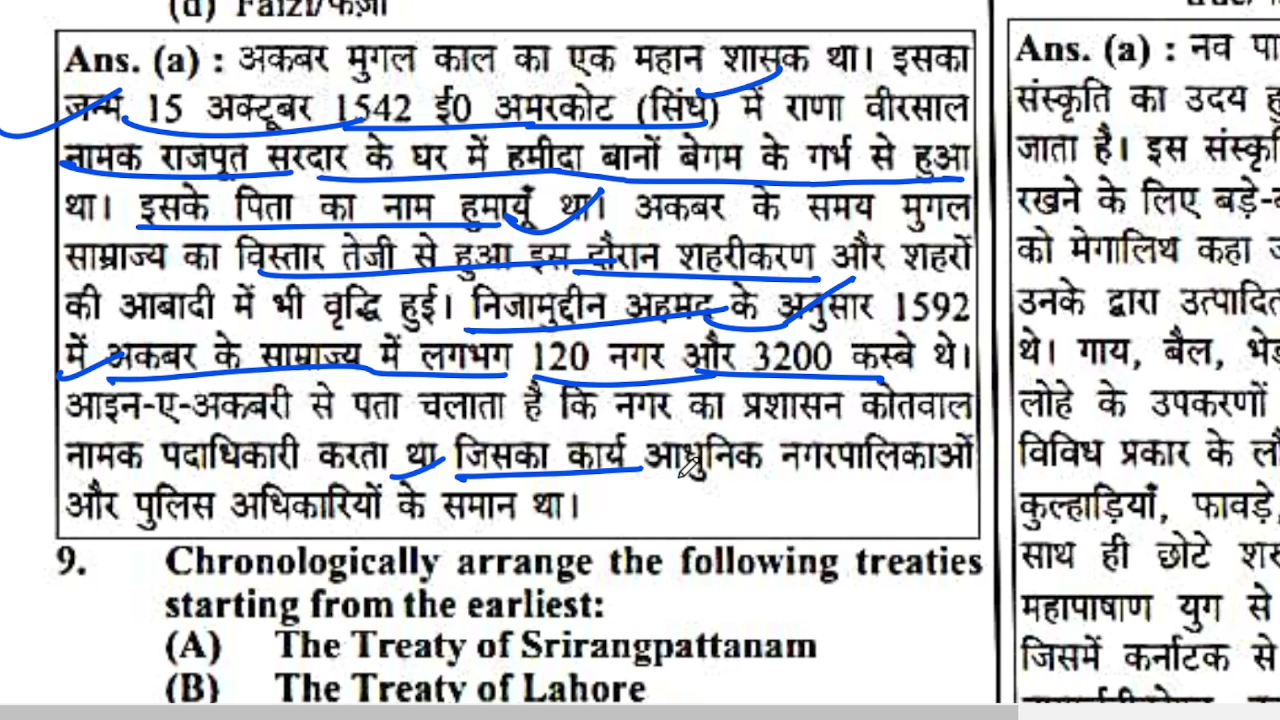 (d) Faizi/फैज़ी
Ans. (a) : अकबर मुगल काल का एक महान शासक था। इसका
जन्म 15 अक्टूबर 1542 ई0 अमरकोट (सिंध) में राणा वीरसाल
नामक राजपूत सरदार के घर में हमीदा बानों बेगम के गर्भ से हुआ
था। इसके पिता का नाम हुमायूँ था। अकबर के समय मुगल
साम्राज्य का विस्तार तेजी से हुआ इस दौरान शहरीकरण और शहरों
की आबादी में भी वृद्धि हुई। निजामुद्दीन अहमद के अनुसार 1592
में अकबर के साम्राज्य में लगभग 120 नगर और 3200 कस्बे थे।
आइन-ए-अकबरी से पता चलाता है कि नगर का प्रशासन कोतवाल
नामक पदाधिकारी करता था जिसका कार्य आधुनिक नगरपालिकाओं
और पुलिस अधिकारियों के समान था।
9. Chronologically arrange the following treaties
starting from the earliest:
(A) The Treaty of Srirangpattanam
(B) The Treaty of Lahore
Ans. (a) : नव पा
संस्कृति का उदय हु
जाता है। इस संस्कृ
रखने के लिए बड़े-ब
को मेगालिथ कहा ज
उनके द्वारा उत्पादित
थे। गाय, बैल, भेड़
लोहे के उपकरणों
विविध प्रकार के लौ
कुल्हाड़ियाँ, फावड़े,
साथ ही छोटे शस
महापाषाण युग से
जिसमें कर्नाटक से